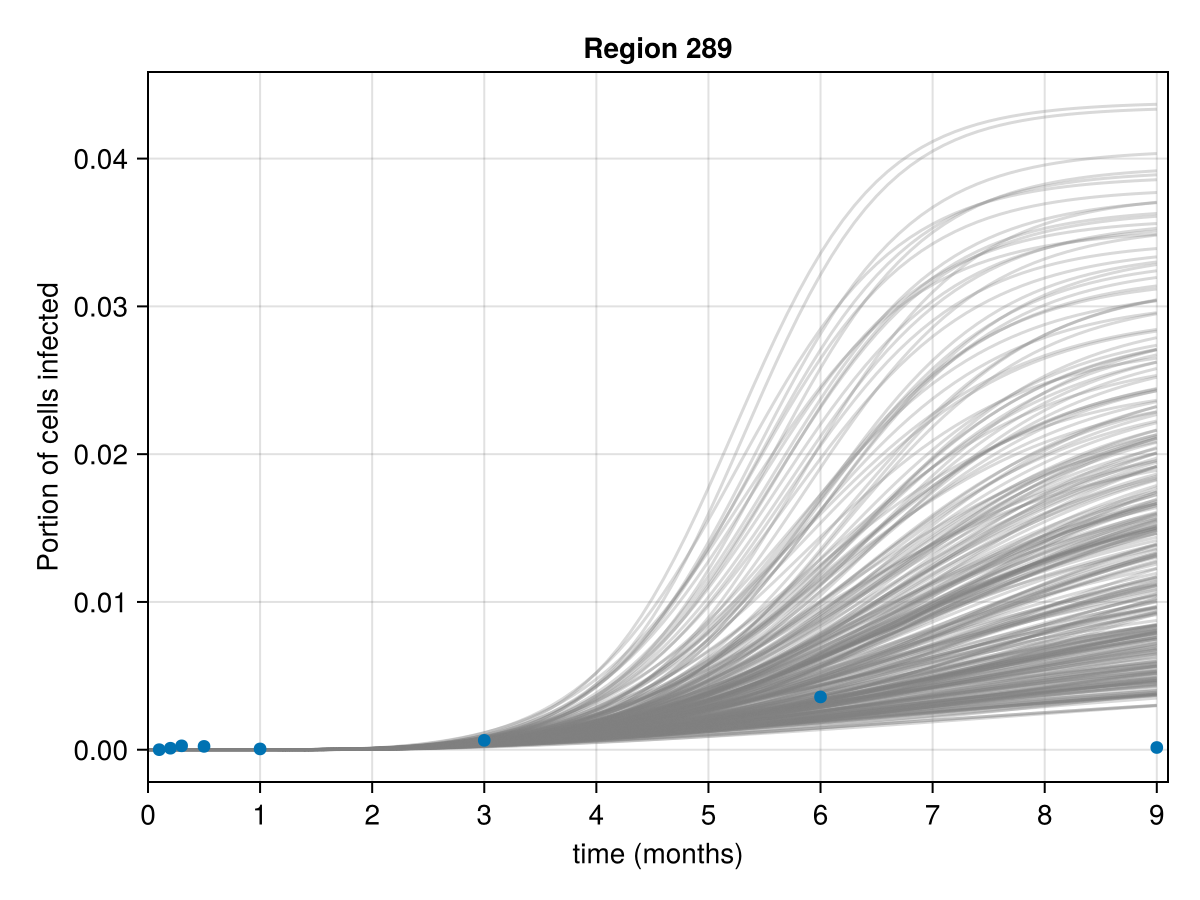 Region 289
Portion of cells infected
0.04
0.03
0.02
0.01
0.00
0 1 2 3 4 5 6 7 8 9
time (months)